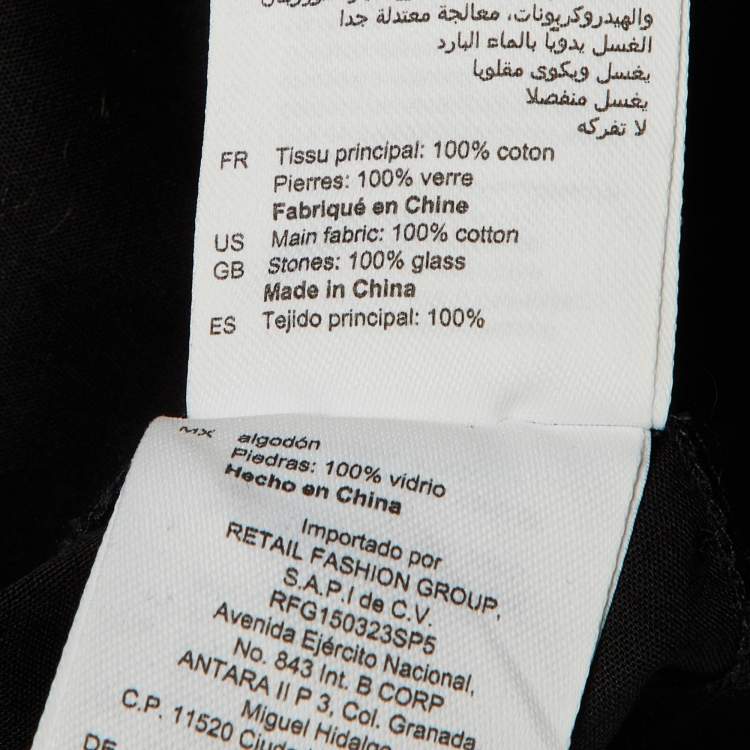 والهيدروكربونات، معالجة معتدلة جدا
الغسل يدويا بالماء البارد
يغسل ويكوى مقلوبا
يغسل منفصلا
لا تفركه
FR Tissu principal: 100% coton
Pierres: 100% verre
Fabriqué en Chine
US Main fabric: 100% cotton
GB Stones: 100% glass
Made in China
ES Tejido principal: 100%
MX algodón
Piedras: 100% vidrio
Hecho en China
Importado por
RETAIL FASHION GROUP,
S.A.P.I de C.V.
RFG150323SP5
Avenida Ejército Nacional,
No. 843 Int. B CORP
ANTARA II P 3, Col. Granada
Miguel Hidalgo
C.P. 11520
DE